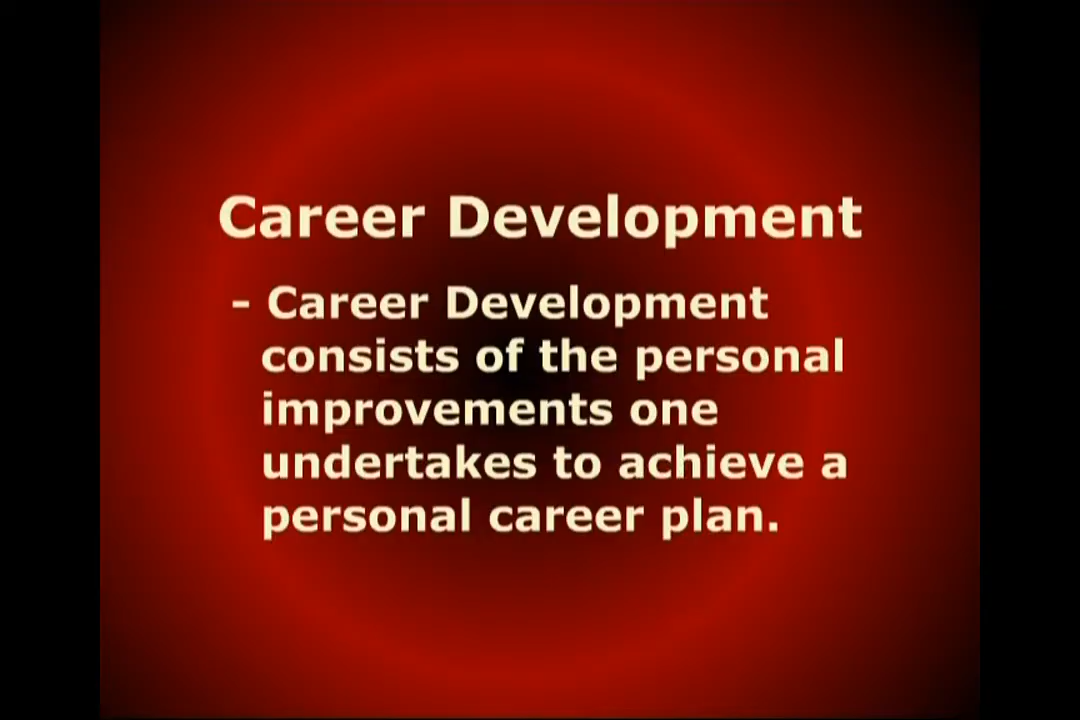 Career Development
- Career Development
consists of the personal
improvements one
undertakes to achieve a
personal career plan.